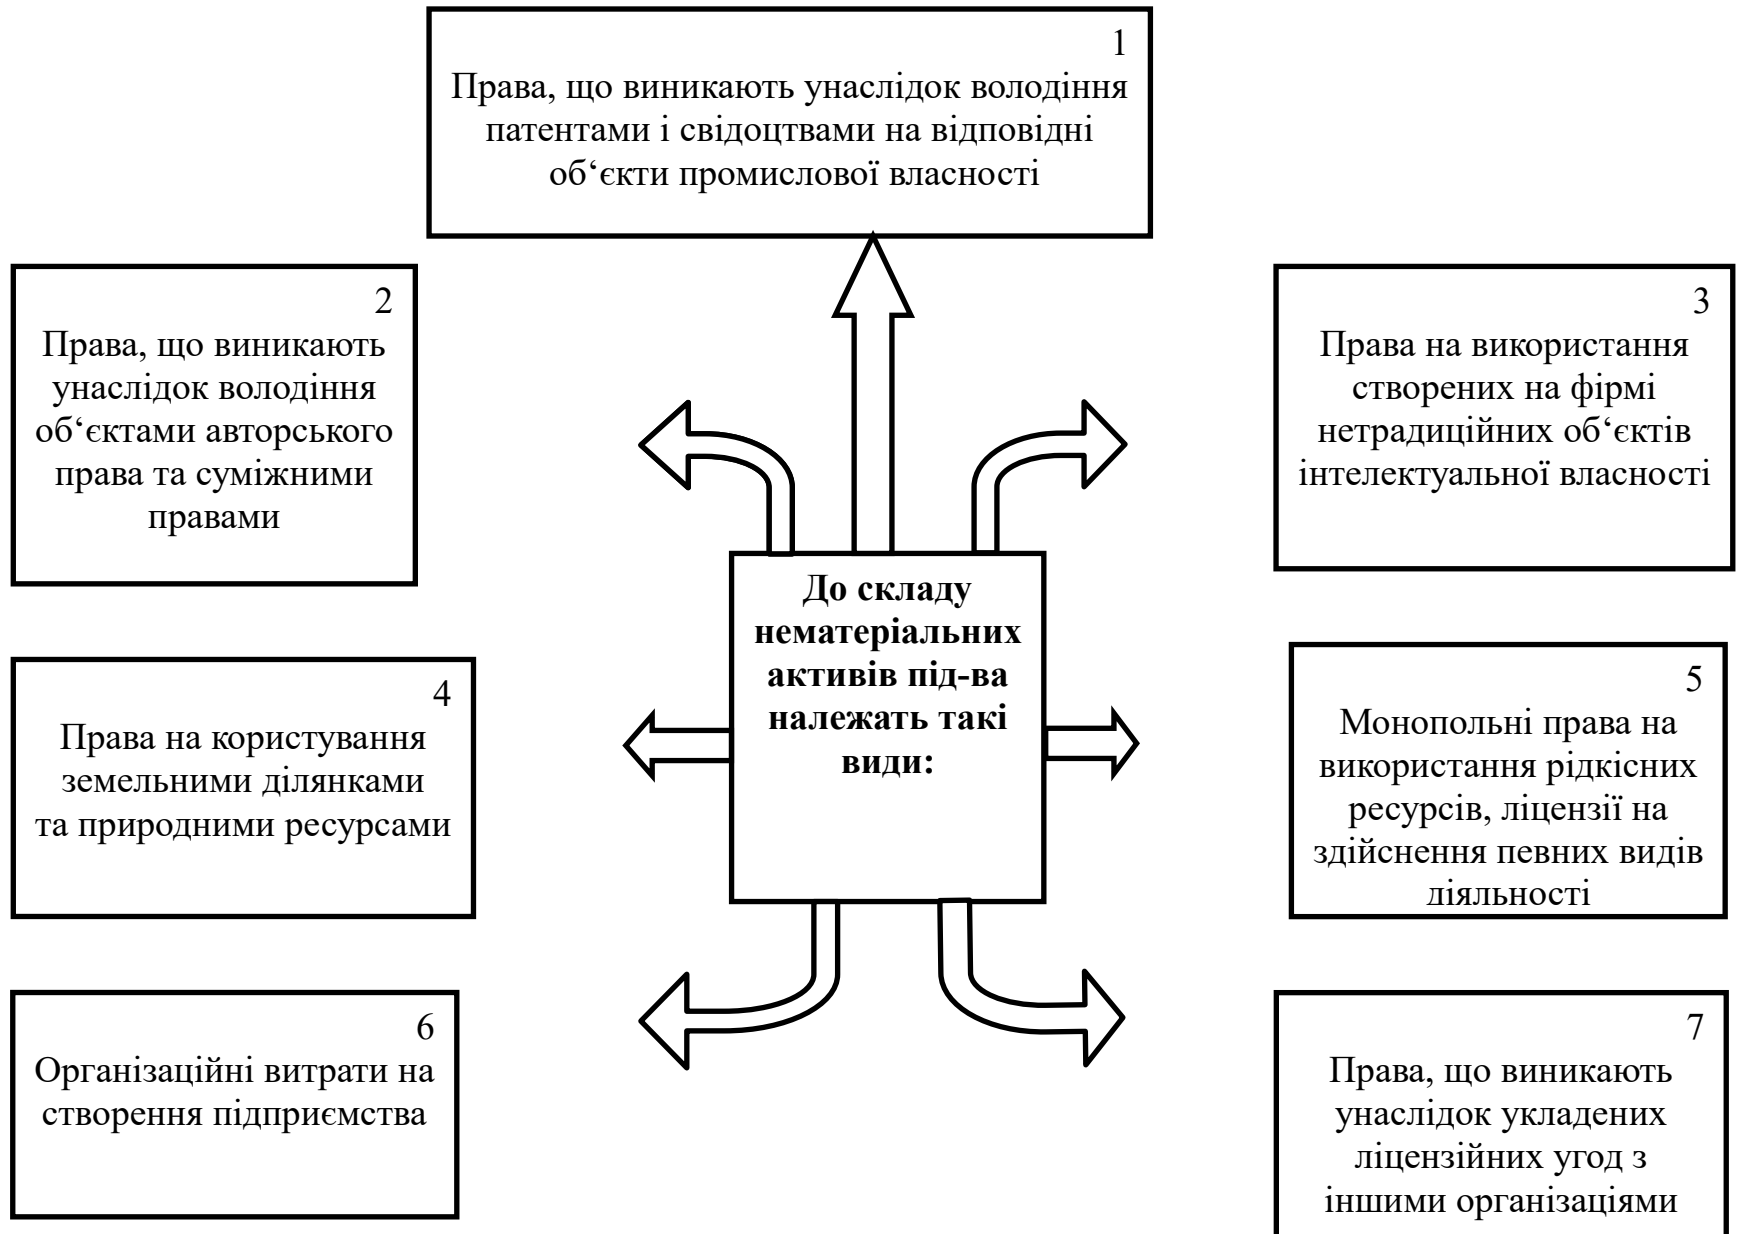 1
Права, що виникають унаслідок володіння
патентами і свідоцтвами на відповідні
об‘єкти промислової власності
2
Права, що виникають
унаслідок володіння
об‘єктами авторського
права та суміжними
правами
3
Права на використання
створених на фірмі
нетрадиційних об‘єктів
інтелектуальної власності
До складу
нематеріальних
активів під-ва
належать такі
види:
4
Права на користування
земельними ділянками
та природними ресурсами
5
Монопольні права на
використання рідкісних
ресурсів, ліцензії на
здійснення певних видів
діяльності
6
Організаційні витрати на
створення підприємства
7
Права, що виникають
унаслідок укладених
ліцензійних угод з
іншими організаціями